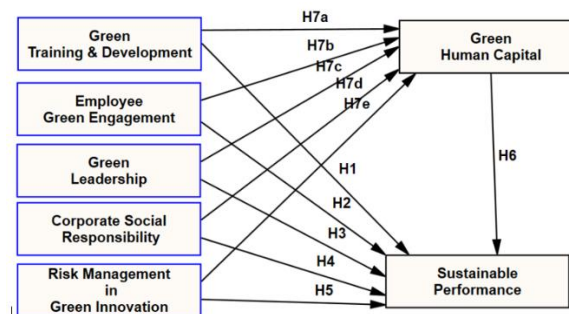 Green
Training & Development
Employee
Green Engagement
Green
Leadership
Corporate Social
Responsibility
Risk Management
in
Green Innovation
H7a
H7b
H7c
H7d
H7e
H1
H2
H3
H4
H5
Green
Human Capital
H6
Sustainable
Performance